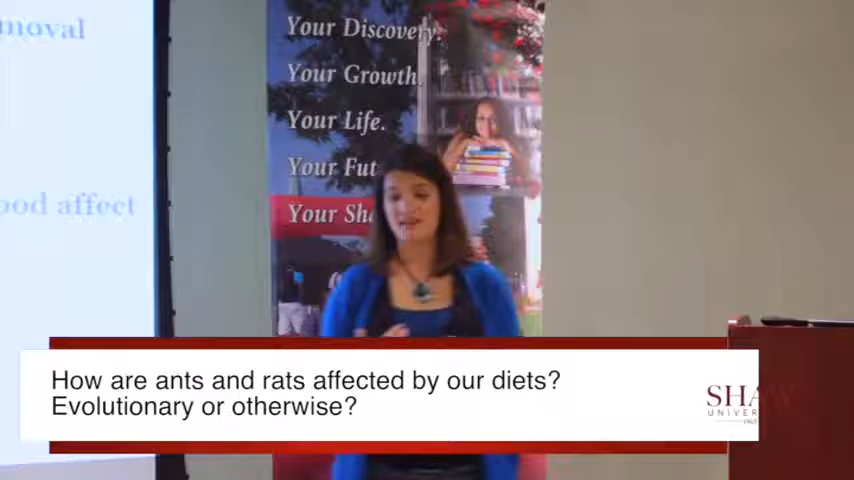 moval
ood affect
Your Discovery.
Your Growth.
Your Life.
Your Fut
Your Sh
How are ants and rats affected by our diets?
Evolutionary or otherwise?
SHAW
UNIVER